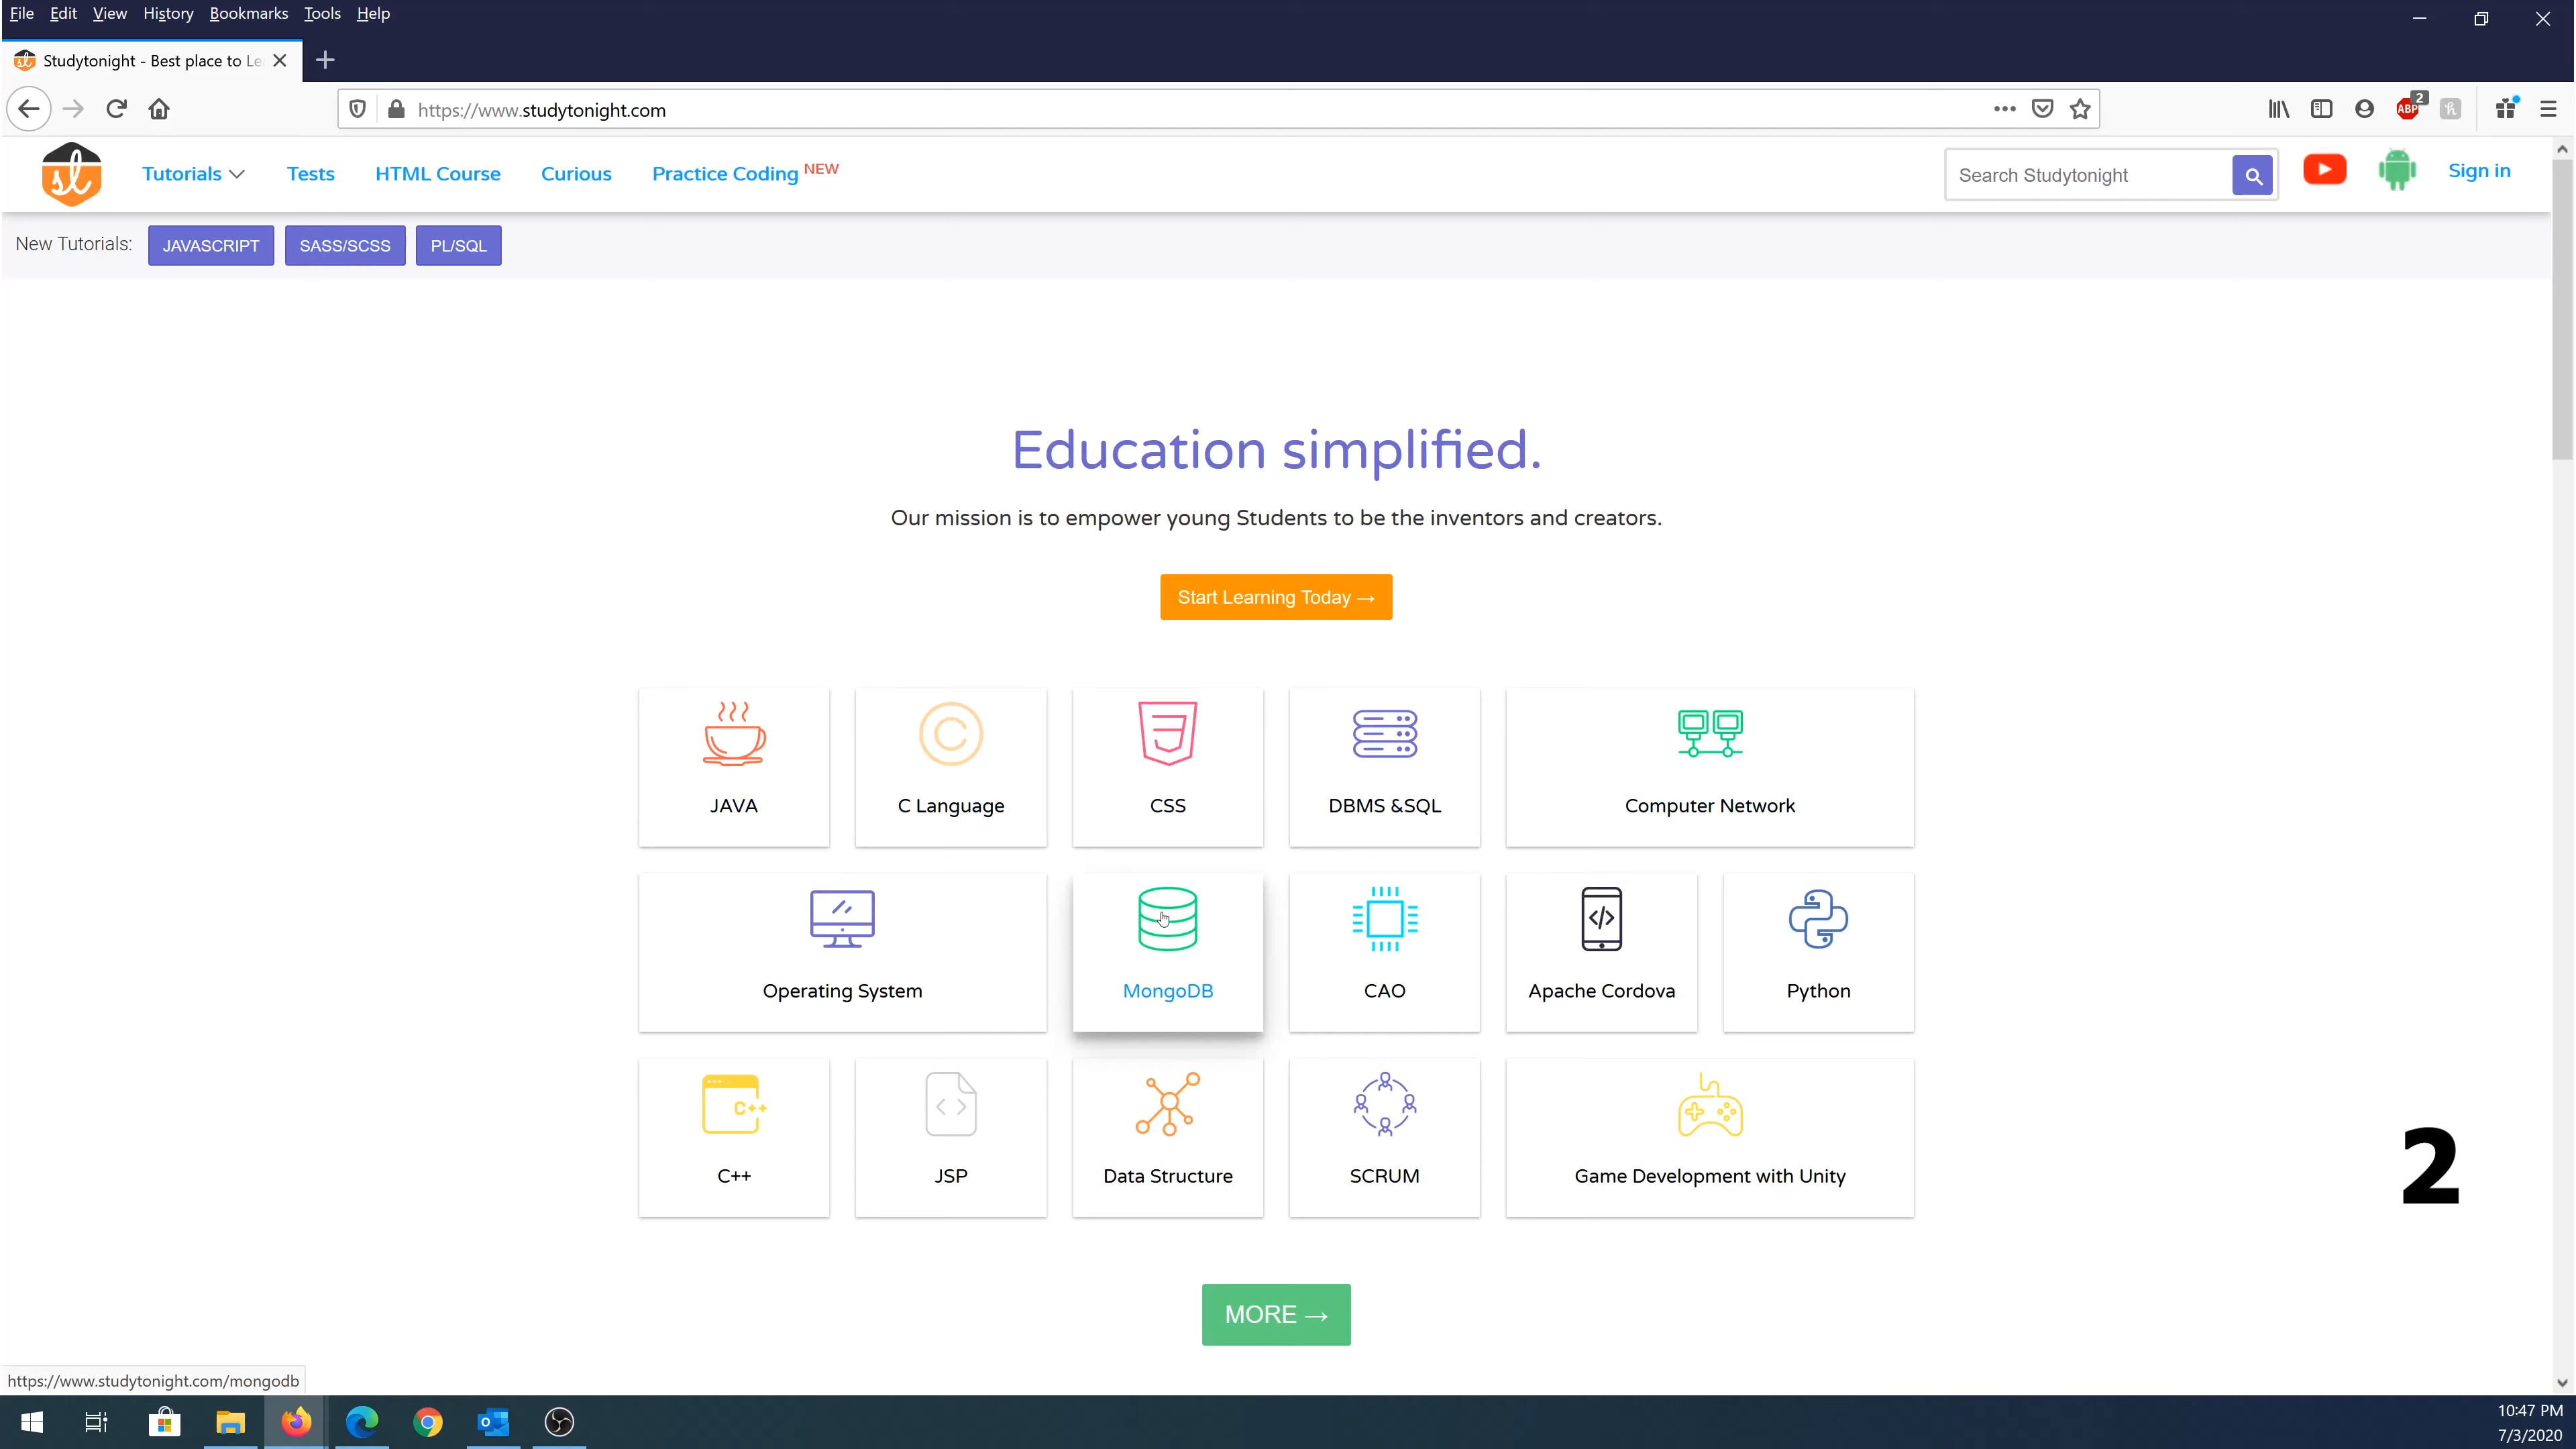 File Edit View History Bookmarks Tools Help
Studytonight - Best place to Le
https://www.studytonight.com
ABP 2
st Tutorials Tests HTML Course Curious Practice Coding NEW
Search Studytonight
Sign in
New Tutorials: JAVASCRIPT SASS/SCSS PL/SQL
Education simplified.
Our mission is to empower young Students to be the inventors and creators.
Start Learning Today →
JAVA C Language CSS DBMS &SQL Computer Network
Operating System MongoDB CAO Apache Cordova Python
C++
C++ JSP Data Structure SCRUM Game Development with Unity
2
MORE →
https://www.studytonight.com/mongodb
10:47 PM
7/3/2020